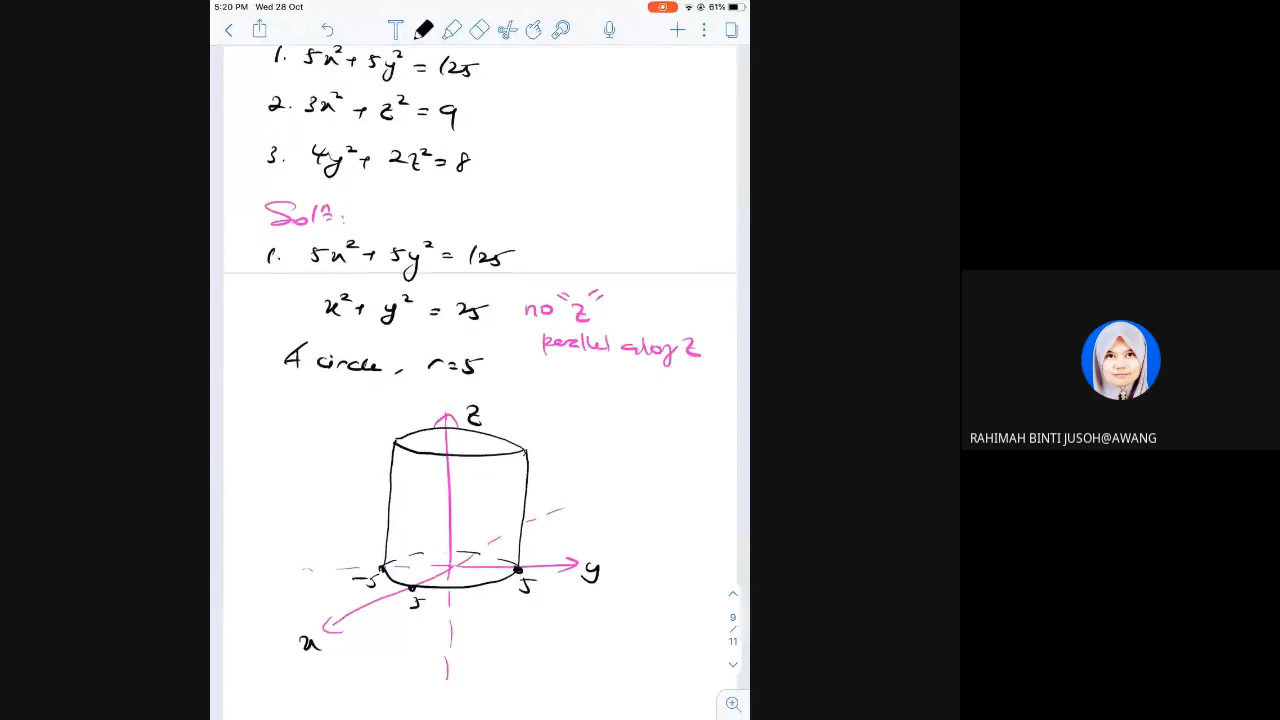 5:20 PM Wed 28 Oct
61%
T
1. 5x² + 5y² = 125
2. 3x² + z² = 9
3. 4y² + 2z² = 8
Sol:
1. 5x² + 5y² = 125
x² + y² = 25 no "z"
parallel along z
A circle, r=5
z
-5
5
5
y
x
9
/
11
RAHIMAH BINTI JUSOH@AWANG